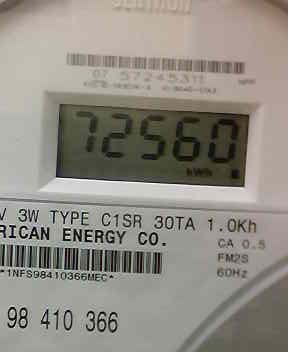 CENTRON
07 57245311
72560
kWh
V 3W TYPE C1SR 30TA 1.0Kh
RICAN ENERGY CO.
CA 0.5
FM2S
*1NFS98410366MEC*
60Hz
98 410 366